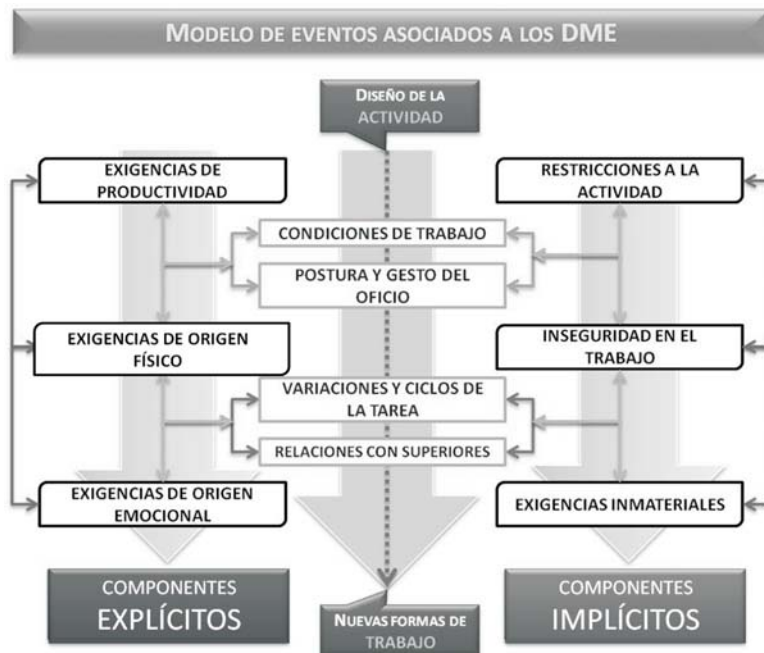 MODELO DE EVENTOS ASOCIADOS A LOS DME
DISEÑO DE LA
ACTIVIDAD
EXIGENCIAS DE
PRODUCTIVIDAD
RESTRICCIONES A LA
ACTIVIDAD
CONDICIONES DE TRABAJO
POSTURA Y GESTO DEL
OFICIO
EXIGENCIAS DE ORIGEN
FÍSICO
INSEGURIDAD EN EL
TRABAJO
VARIACIONES Y CICLOS DE
LA TAREA
RELACIONES CON SUPERIORES
EXIGENCIAS DE ORIGEN
EMOCIONAL
EXIGENCIAS INMATERIALES
COMPONENTES
EXPLÍCITOS
NUEVAS FORMAS DE
TRABAJO
COMPONENTES
IMPLÍCITOS